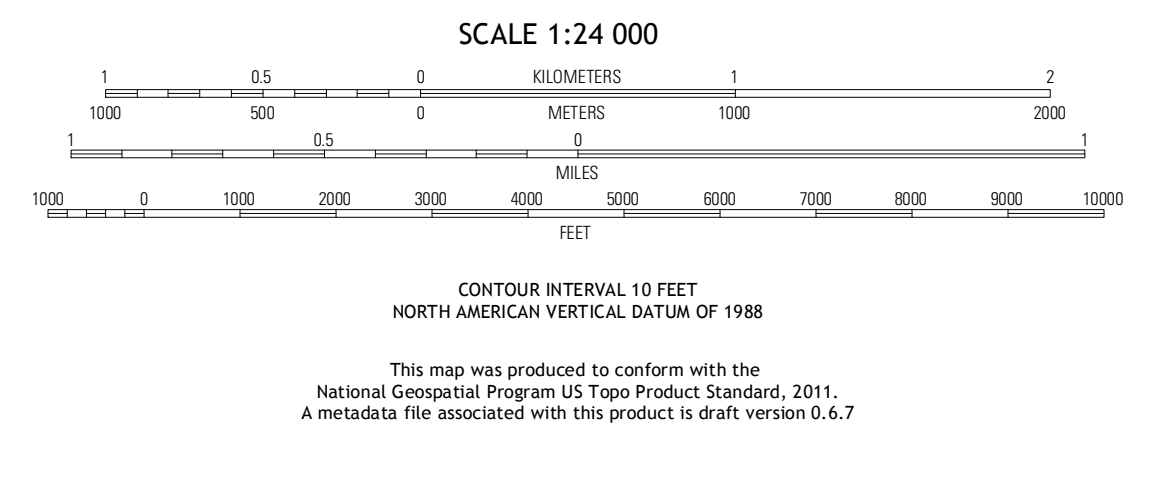 SCALE 1:24 000
1 0.5 0 KILOMETERS 1 2
1000 500 0 METERS 1000 2000
1 0.5 0 1
MILES
1000 0 1000 2000 3000 4000 5000 6000 7000 8000 9000 10000
FEET
CONTOUR INTERVAL 10 FEET
NORTH AMERICAN VERTICAL DATUM OF 1988
This map was produced to conform with the
National Geospatial Program US Topo Product Standard, 2011.
A metadata file associated with this product is draft version 0.6.7